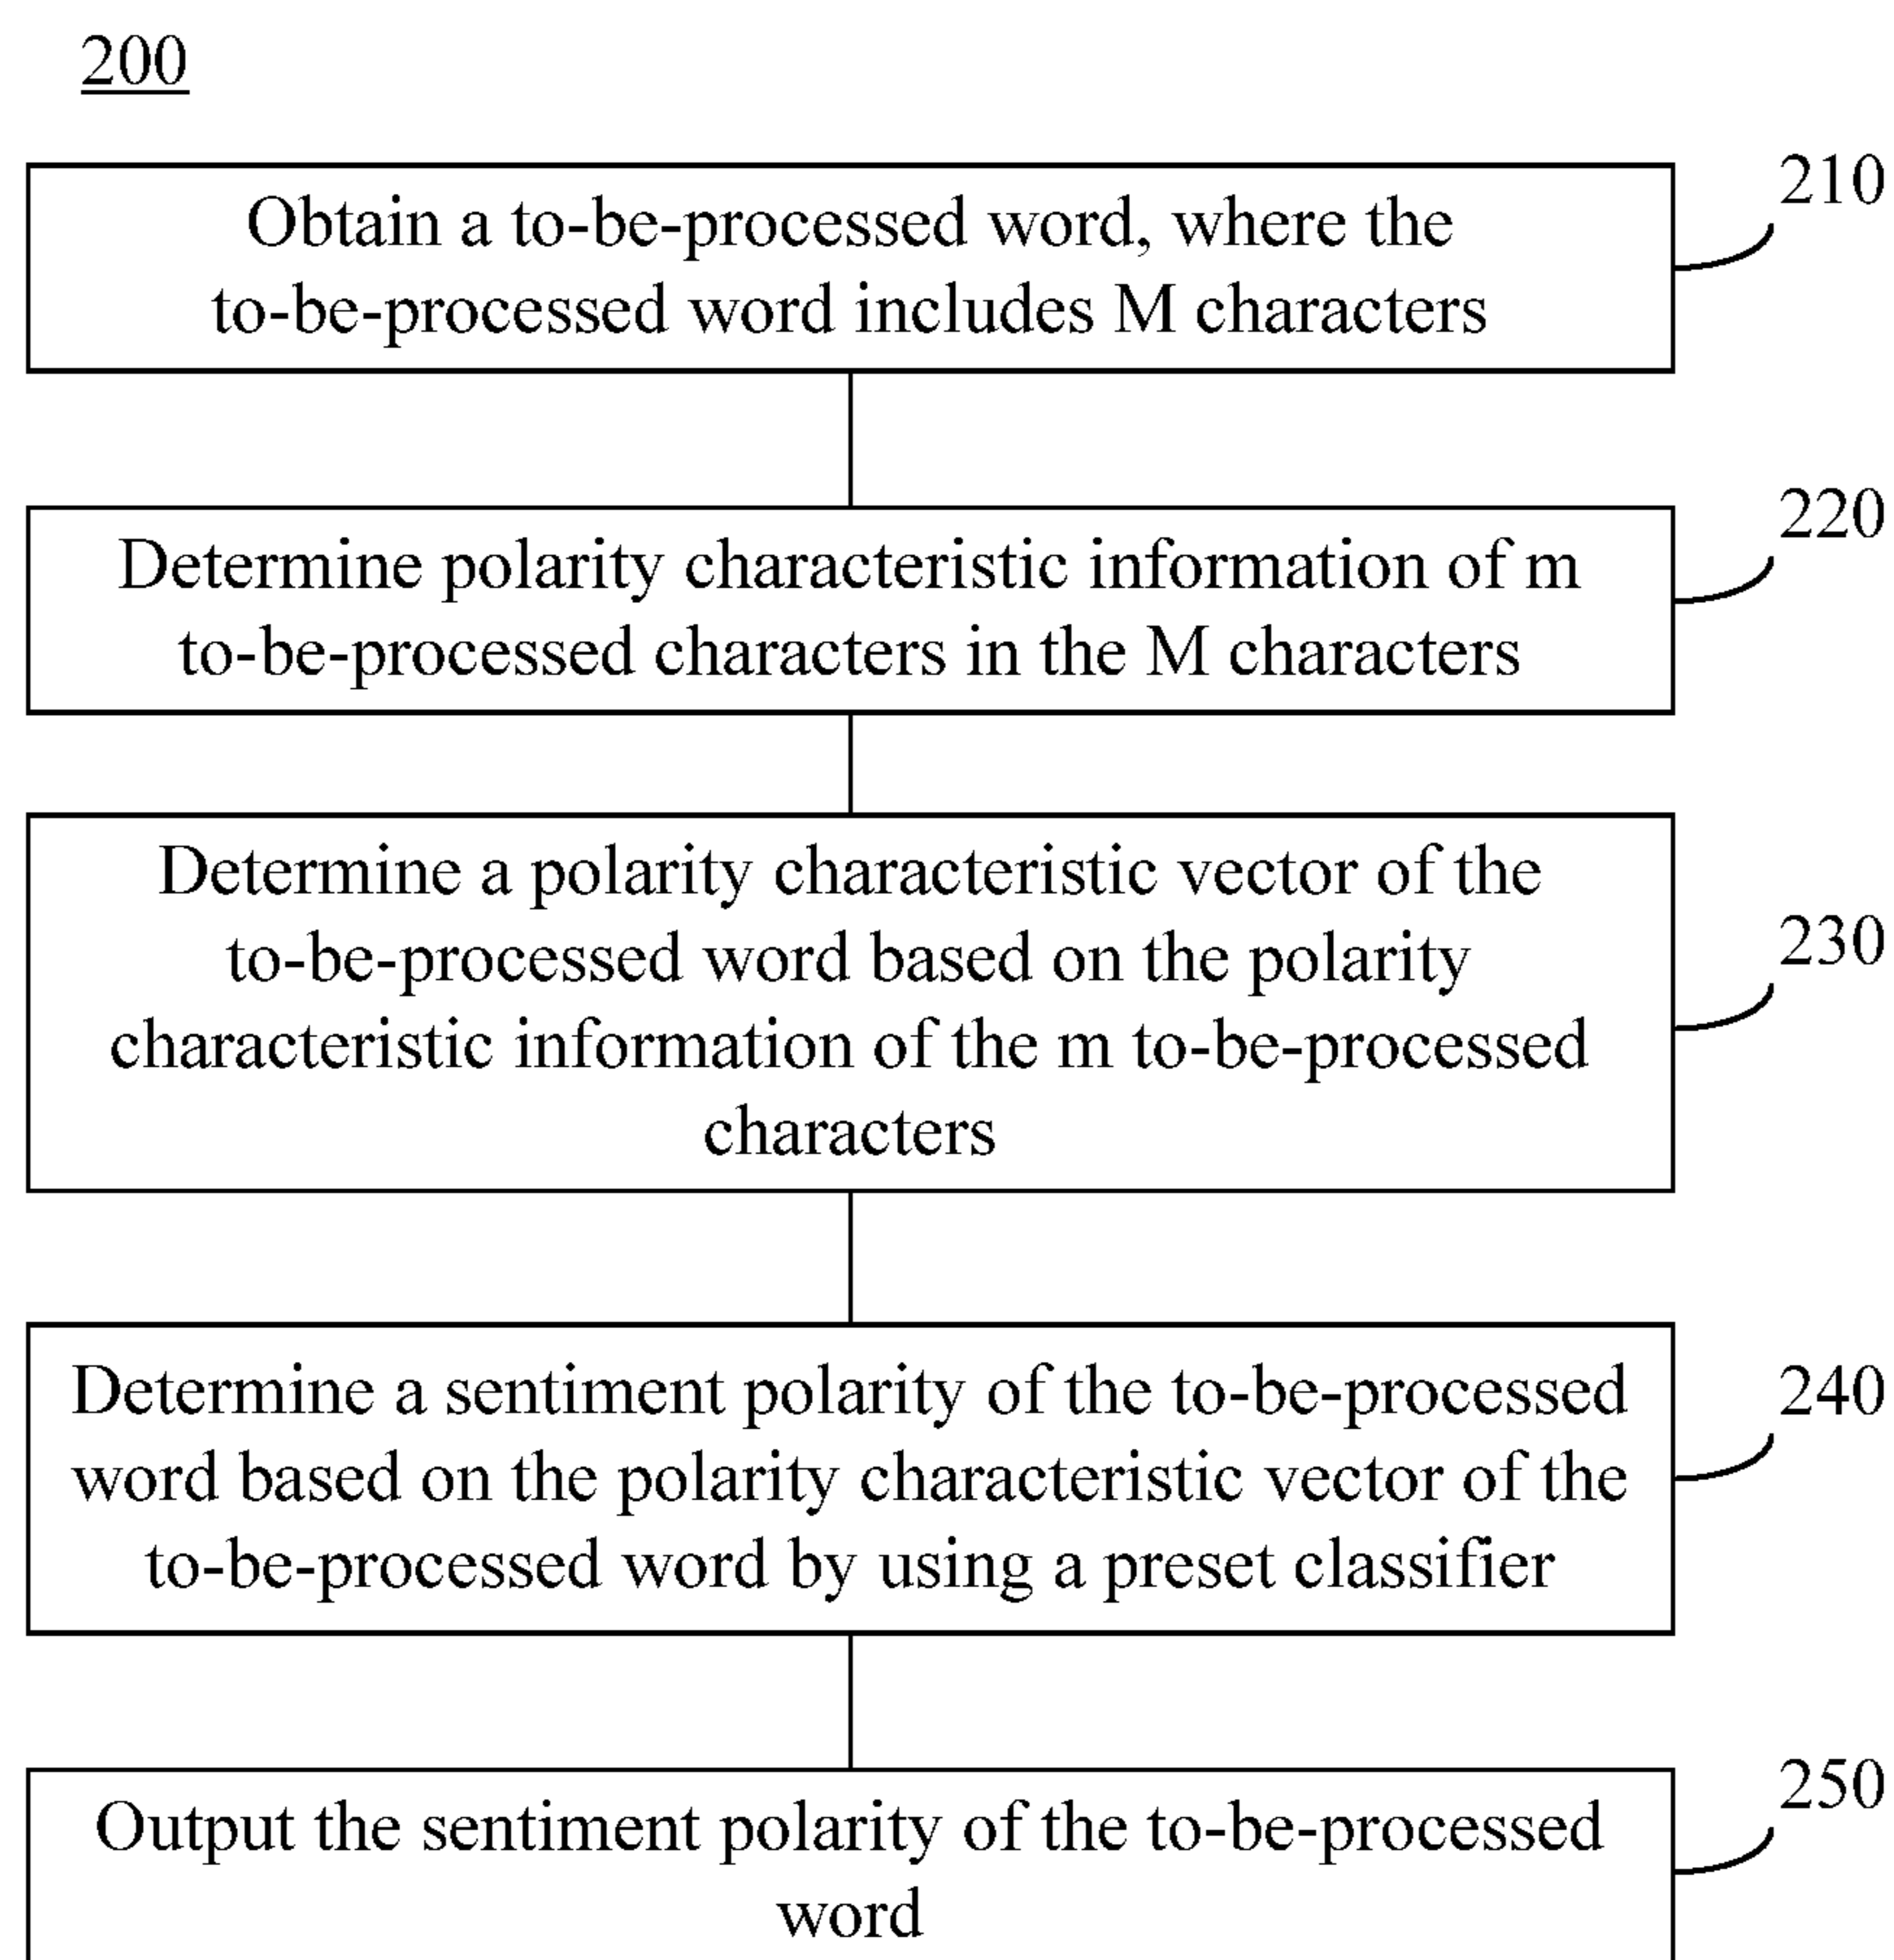 200
210
Obtain a to-be-processed word, where the
to-be-processed word includes M characters
220
Determine polarity characteristic information of m
to-be-processed characters in the M characters
230
Determine a polarity characteristic vector of the
to-be-processed word based on the polarity
characteristic information of the m to-be-processed
characters
240
Determine a sentiment polarity of the to-be-processed
word based on the polarity characteristic vector of the
to-be-processed word by using a preset classifier
250
Output the sentiment polarity of the to-be-processed
word